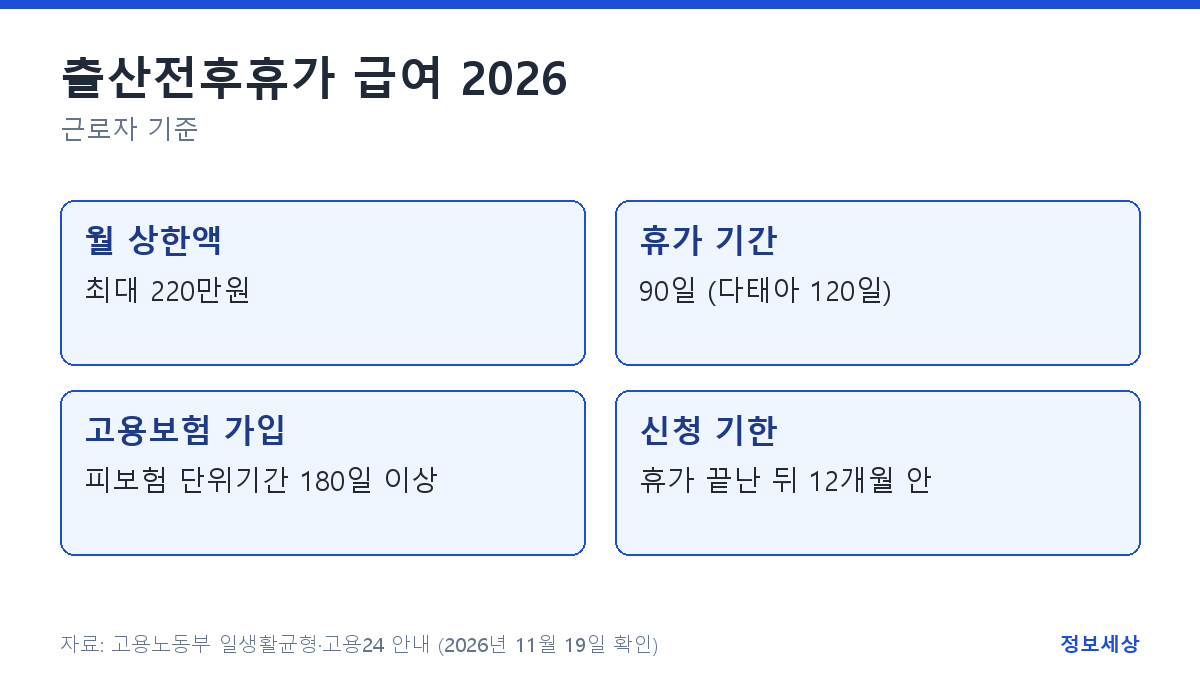 출산전후휴가 급여 2026
근로자 기준
월 상한액
최대 220만원
휴가 기간
90일 (다태아 120일)
고용보험 가입
피보험 단위기간 180일 이상
신청 기한
휴가 끝난 뒤 12개월 안
자료: 고용노동부 일생활균형·고용24 안내 (2026년 11월 19일 확인)
정보세상